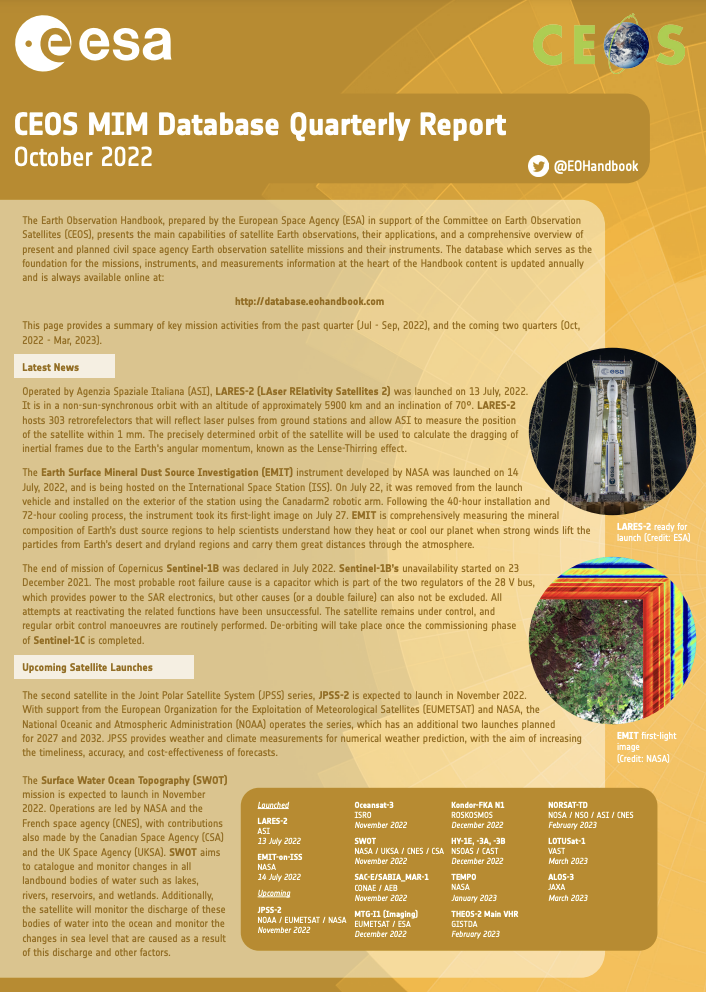 esa
CEOS
CEOS MIM Database Quarterly Report
October 2022
@EOHandbook
The Earth Observation Handbook, prepared by the European Space Agency (ESA) in support of the Committee on Earth Observation
Satellites (CEOS), presents the main capabilities of satellite Earth observations, their applications, and a comprehensive overview of
present and planned civil space agency Earth observation satellite missions and their instruments. The database which serves as the
foundation for the missions, instruments, and measurements information at the heart of the Handbook content is updated annually
and is always available online at:
http://database.eohandbook.com
This page provides a summary of key mission activities from the past quarter (Jul - Sep, 2022), and the coming two quarters (Oct,
2022 - Mar, 2023).
Latest News
Operated by Agenzia Spaziale Italiana (ASI), LARES-2 (LAser RElativity Satellites 2) was launched on 13 July, 2022.
It is in a non-sun-synchronous orbit with an altitude of approximately 5900 km and an inclination of 70º. LARES-2
hosts 303 retrorefelectors that will reflect laser pulses from ground stations and allow ASI to measure the position
of the satellite within 1 mm. The precisely determined orbit of the satellite will be used to calculate the dragging of
inertial frames due to the Earth's angular momentum, known as the Lense-Thirring effect.
The Earth Surface Mineral Dust Source Investigation (EMIT) instrument developed by NASA was launched on 14
July, 2022, and is being hosted on the International Space Station (ISS). On July 22, it was removed from the launch
vehicle and installed on the exterior of the station using the Canadarm2 robotic arm. Following the 40-hour installation and
72-hour cooling process, the instrument took its first-light image on July 27. EMIT is comprehensively measuring the mineral
composition of Earth's dust source regions to help scientists understand how they heat or cool our planet when strong winds lift the
particles from Earth's desert and dryland regions and carry them great distances through the atmosphere.
The end of mission of Copernicus Sentinel-1B was declared in July 2022. Sentinel-1B's unavailability started on 23
December 2021. The most probable root failure cause is a capacitor which is part of the two regulators of the 28 V bus,
which provides power to the SAR electronics, but other causes (or a double failure) can also not be excluded. All
attempts at reactivating the related functions have been unsuccessful. The satellite remains under control, and
regular orbit control manoeuvres are routinely performed. De-orbiting will take place once the commissioning phase
of Sentinel-1C is completed.
LARES-2 ready for
launch (Credit: ESA)
Upcoming Satellite Launches
The second satellite in the Joint Polar Satellite System (JPSS) series, JPSS-2 is expected to launch in November 2022.
With support from the European Organization for the Exploitation of Meteorological Satellites (EUMETSAT) and NASA, the
National Oceanic and Atmospheric Administration (NOAA) operates the series, which has an additional two launches planned
for 2027 and 2032. JPSS provides weather and climate measurements for numerical weather prediction, with the aim of increasing
the timeliness, accuracy, and cost-effectiveness of forecasts.
EMIT first-light
image
(Credit: NASA)
The Surface Water Ocean Topography (SWOT)
mission is expected to launch in November
2022. Operations are led by NASA and the
French space agency (CNES), with contributions
also made by the Canadian Space Agency (CSA)
and the UK Space Agency (UKSA). SWOT aims
to catalogue and monitor changes in all
landbound bodies of water such as lakes,
rivers, reservoirs, and wetlands. Additionally,
the satellite will monitor the discharge of these
bodies of water into the ocean and monitor the
changes in sea level that are caused as a result
of this discharge and other factors.
Launched
LARES-2
ASI
13 July 2022
EMIT-on-ISS
NASA
14 July 2022
Upcoming
JPSS-2
NOAA / EUMETSAT / NASA
November 2022
Oceansat-3
ISRO
November 2022
SWOT
NASA / UKSA / CNES / CSA
November 2022
SAC-E/SABIA_MAR-1
CONAE / AEB
November 2022
MTG-I1 (Imaging)
EUMETSAT / ESA
December 2022
Kondor-FKA N1
ROSKOSMOS
December 2022
HY-1E, -3A, -3B
NSOAS / CAST
December 2022
TEMPO
NASA
January 2023
THEOS-2 Main VHR
GISTDA
February 2023
NORSAT-TD
NOSA / NSO / ASI / CNES
February 2023
LOTUSat-1
VAST
March 2023
ALOS-3
JAXA
March 2023